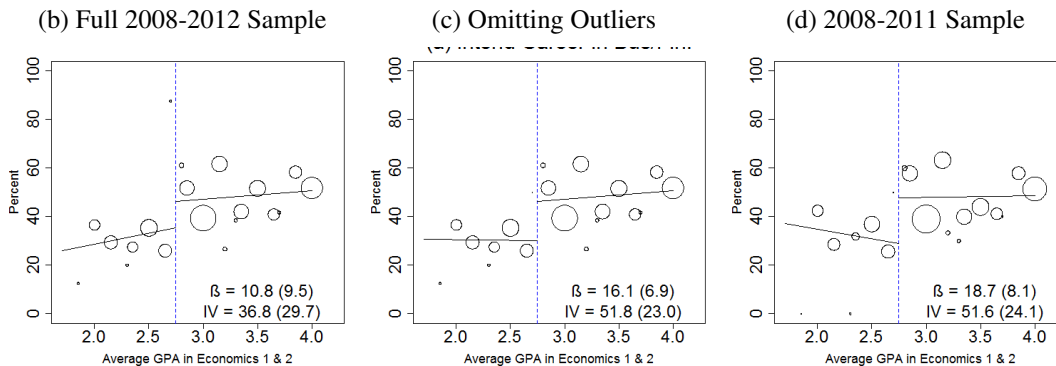 (b) Full 2008-2012 Sample
Percent
0 20 40 60 80 100
ß = 10.8 (9.5)
IV = 36.8 (29.7)
2.0 2.5 3.0 3.5 4.0
Average GPA in Economics 1 & 2
(c) Omitting Outliers
Percent
0 20 40 60 80 100
ß = 16.1 (6.9)
IV = 51.8 (23.0)
2.0 2.5 3.0 3.5 4.0
Average GPA in Economics 1 & 2
(d) 2008-2011 Sample
Percent
0 20 40 60 80 100
ß = 18.7 (8.1)
IV = 51.6 (24.1)
2.0 2.5 3.0 3.5 4.0
Average GPA in Economics 1 & 2